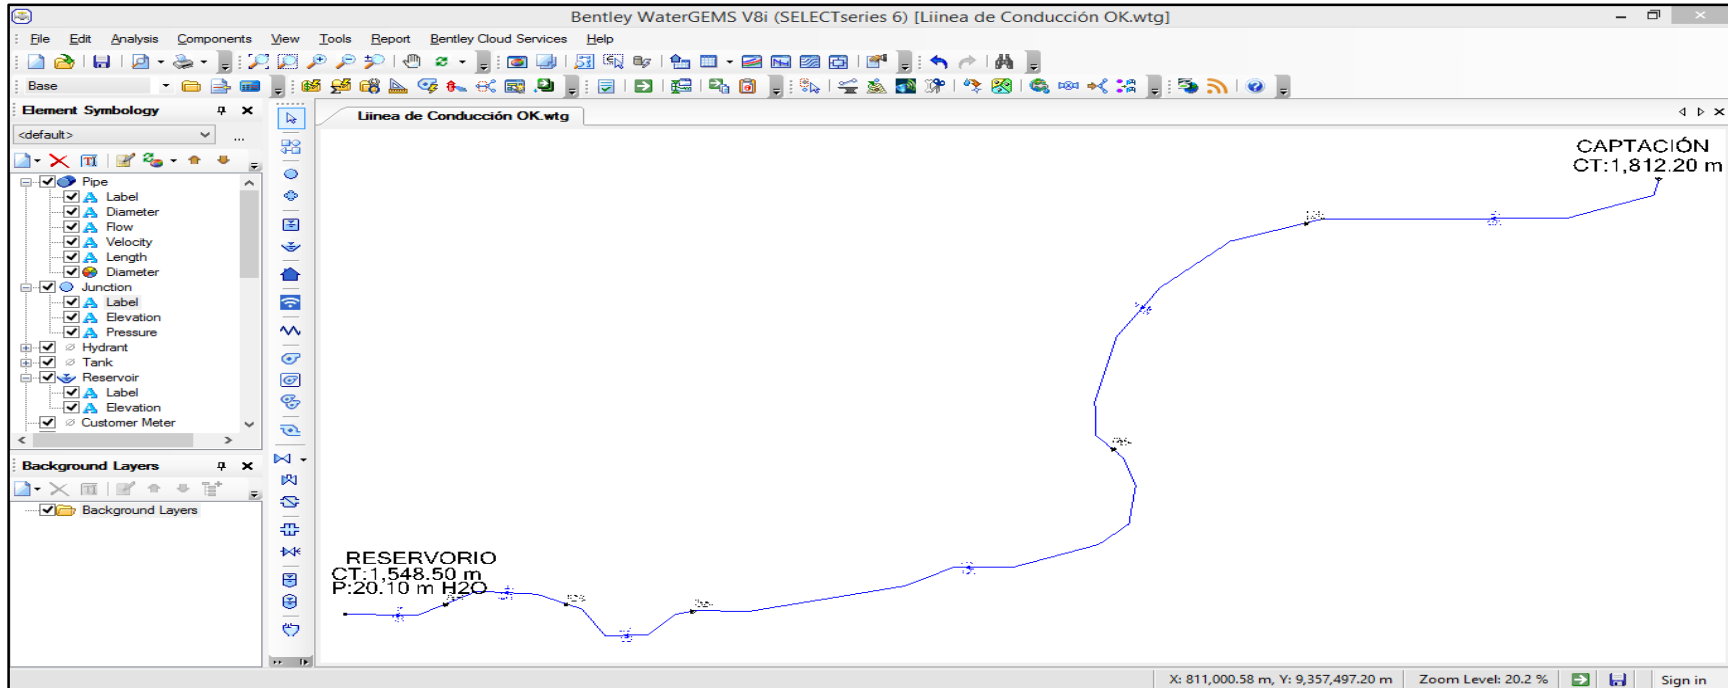 Bentley WaterGEMS V8i (SELECTseries 6) [Liinea de Conducción OK.wtg]
File Edit Analysis Components View Tools Report Bentley Cloud Services Help
Base
Element Symbology
<default>
...
Pipe
Label
Diameter
Flow
Velocity
Length
Diameter
Junction
Label
Elevation
Pressure
Hydrant
Tank
Reservoir
Label
Elevation
Customer Meter
Background Layers
Background Layers
Liinea de Conducción OK.wtg
CAPTACIÓN
CT:1,812.20 m
RESERVORIO
CT:1,548.50 m
P:20.10 m H2O
X: 811,000.58 m, Y: 9,357,497.20 m Zoom Level: 20.2 % Sign in